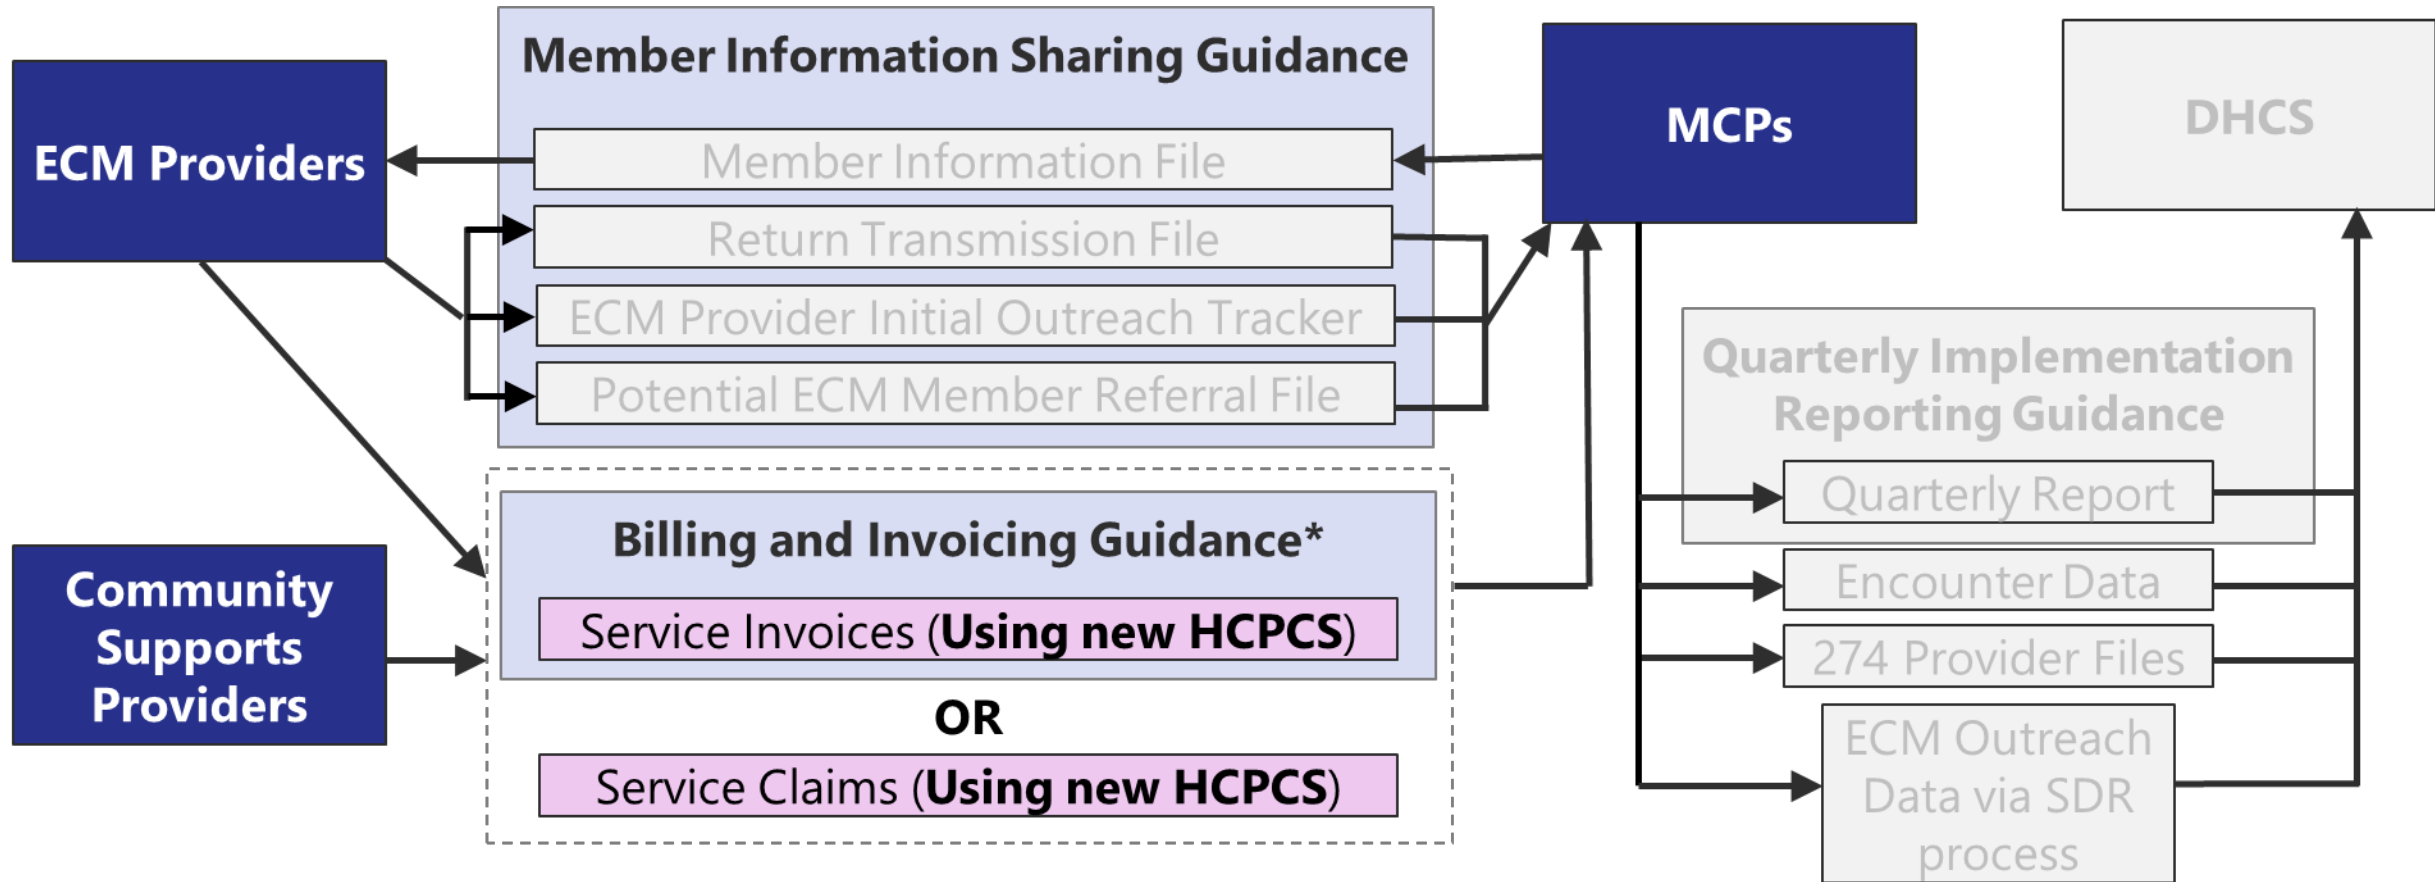 ECM Providers
Member Information Sharing Guidance
Member Information File
Return Transmission File
ECM Provider Initial Outreach Tracker
Potential ECM Member Referral File
MCPs
DHCS
Community
Supports
Providers
Billing and Invoicing Guidance*
Service Invoices (Using new HCPCS)
OR
Service Claims (Using new HCPCS)
Quarterly Implementation
Reporting Guidance
Quarterly Report
Encounter Data
274 Provider Files
ECM Outreach
Data via SDR
process